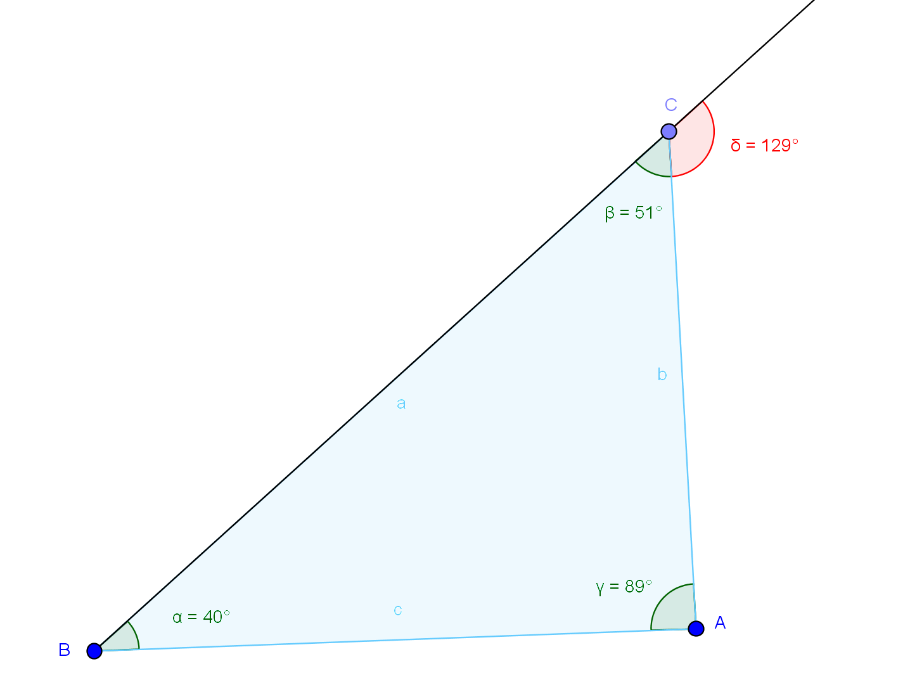 C
δ = 129°
β = 51°
b
a
γ = 89°
c
α = 40°
A
B